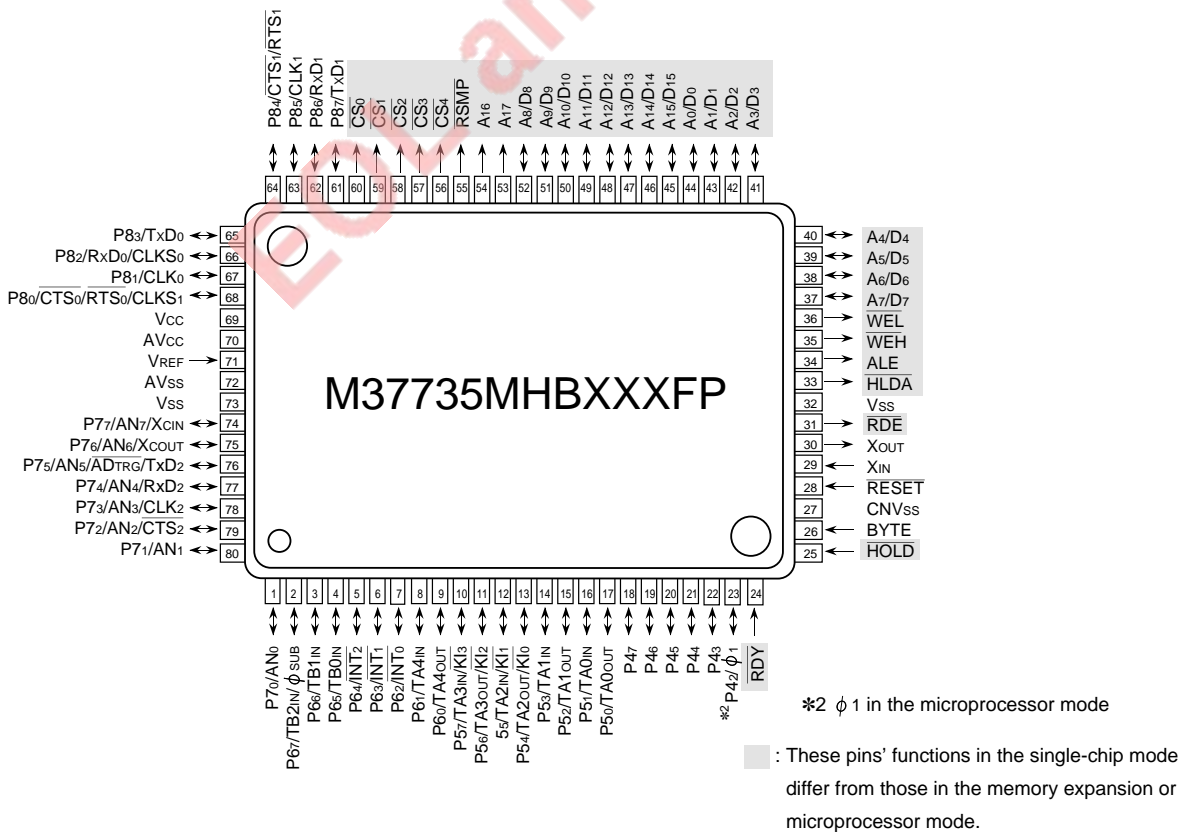 P84/CTS1/RTS1
P85/CLK1
P86/RXD1
P87/TXD1
CS0
CS1
CS2
CS3
CS4
RSMP
A16
A17
A8/D8
A9/D9
A10/D10
A11/D11
A12/D12
A13/D13
A14/D14
A15/D15
A0/D0
A1/D1
A2/D2
A3/D3
64 63 62 61 60 59 58 57 56 55 54 53 52 51 50 49 48 47 46 45 44 43 42 41
P83/TXD0 65
P82/RXD0/CLKS0 66
P81/CLK0 67
P80/CTS0/RTS0/CLKS1 68
VCC 69
AVCC 70
VREF 71
AVSS 72
VSS 73
P77/AN7/XCIN 74
P76/AN6/XCOUT 75
P75/AN5/ADTRG/TXD2 76
P74/AN4/RXD2 77
P73/AN3/CLK2 78
P72/AN2/CTS2 79
P71/AN1 80
M37735MHBXXXFP
40 A4/D4
39 A5/D5
38 A6/D6
37 A7/D7
36 WEL
35 WEH
34 ALE
33 HLDA
32 VSS
31 RDE
30 XOUT
29 XIN
28 RESET
27 CNVSS
26 BYTE
25 HOLD
1 2 3 4 5 6 7 8 9 10 11 12 13 14 15 16 17 18 19 20 21 22 23 24
P70/AN0
P67/TB2IN/ϕSUB
P66/TB1IN
P65/TB0IN
P64/INT2
P63/INT1
P62/INT0
P61/TA4IN
P60/TA4OUT
P57/TA3IN/KI3
P56/TA3OUT/KI2
55/TA2IN/KI1
P54/TA2OUT/KI0
P53/TA1IN
P52/TA1OUT
P51/TA0IN
P50/TA0OUT
P47
P46
P45
P44
P43
*2 P42/ϕ1
RDY
*2 ϕ 1 in the microprocessor mode
: These pins' functions in the single-chip mode
differ from those in the memory expansion or
microprocessor mode.
EOL an